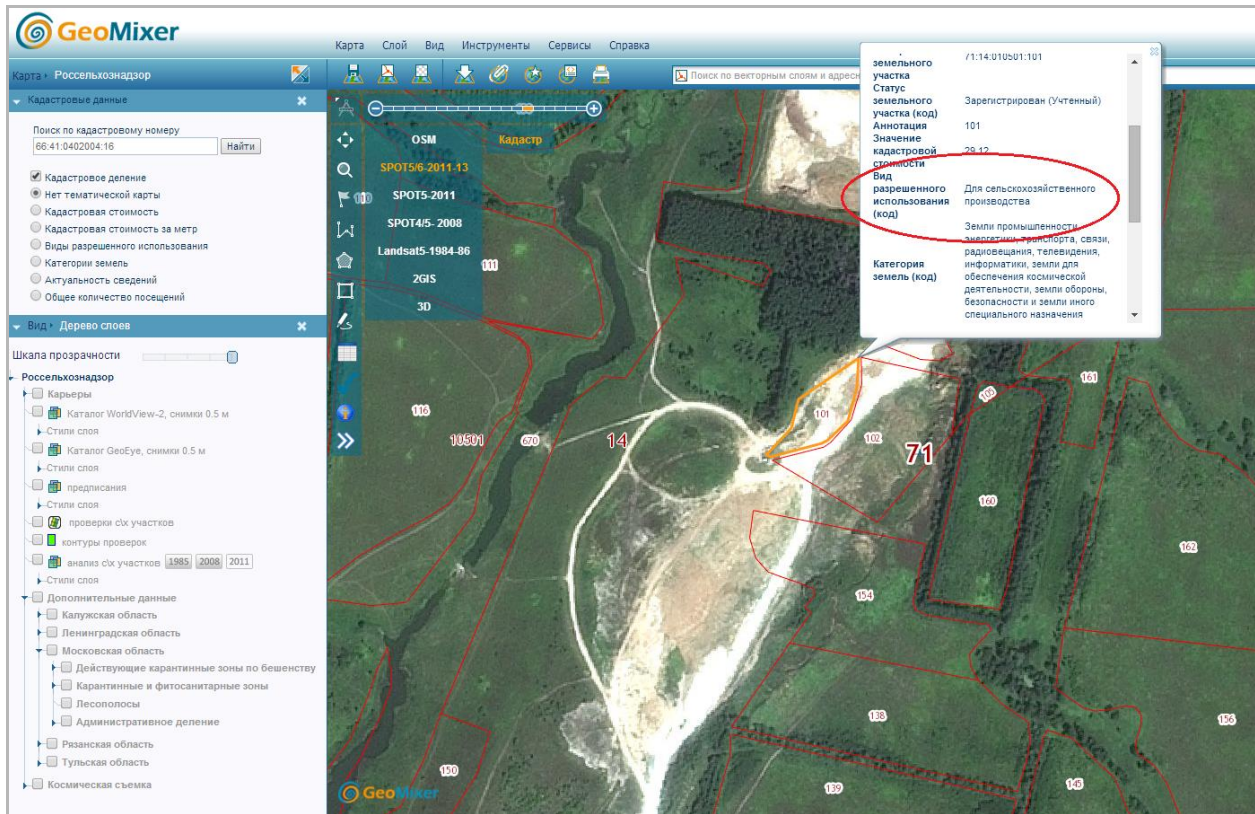 GeoMixer
Карта Слой Вид Инструменты Сервисы Справка
Карта Россельхознадзор
Поиск по векторным слоям и адресн
Кадастровые данные
Поиск по кадастровому номеру
66:41:0402004:16 Найти
Кадастровое деление
Нет тематической карты
Кадастровая стоимость
Кадастровая стоимость за метр
Виды разрешенного использования
Категории земель
Актуальность сведений
Общее количество посещений
Вид Дерево слоев
Шкала прозрачности
Россельхознадзор
Карьеры
Каталог WorldView-2, снимки 0.5 м
Стили слоя
Каталог GeoEye, снимки 0.5 м
Стили слоя
предписания
Стили слоя
проверки с\х участков
контуры проверок
анализ с\х участков 1985 2008 2011
Стили слоя
Дополнительные данные
Калужская область
Ленинградская область
Московская область
Действующие карантинные зоны по бешенству
Карантинные и фитосанитарные зоны
Лесополосы
Административное деление
Рязанская область
Тульская область
Космическая съемка
OSM Кадастр
SPOT5/6-2011-13
SPOT5-2011
SPOT4/5- 2008
Landsat5-1984-86
2GIS
3D
земельного 71:14:010501:101
участка
Статус
земельного Зарегистрирован (Учтенный)
участка (код)
Аннотация 101
Значение
кадастровой 29.12
стоимости
Вид
разрешенного Для сельскохозяйственного
использования производства
(код)
Земли промышленности,
энергетики, транспорта, связи,
радиовещания, телевидения,
Категория информатики, земли для
земель (код) обеспечения космической
деятельности, земли обороны,
безопасности и земли иного
специального назначения
111
116
10501
670
14
101
102
71
105
161
160
162
154
138
156
150
139
145
GeoMixer